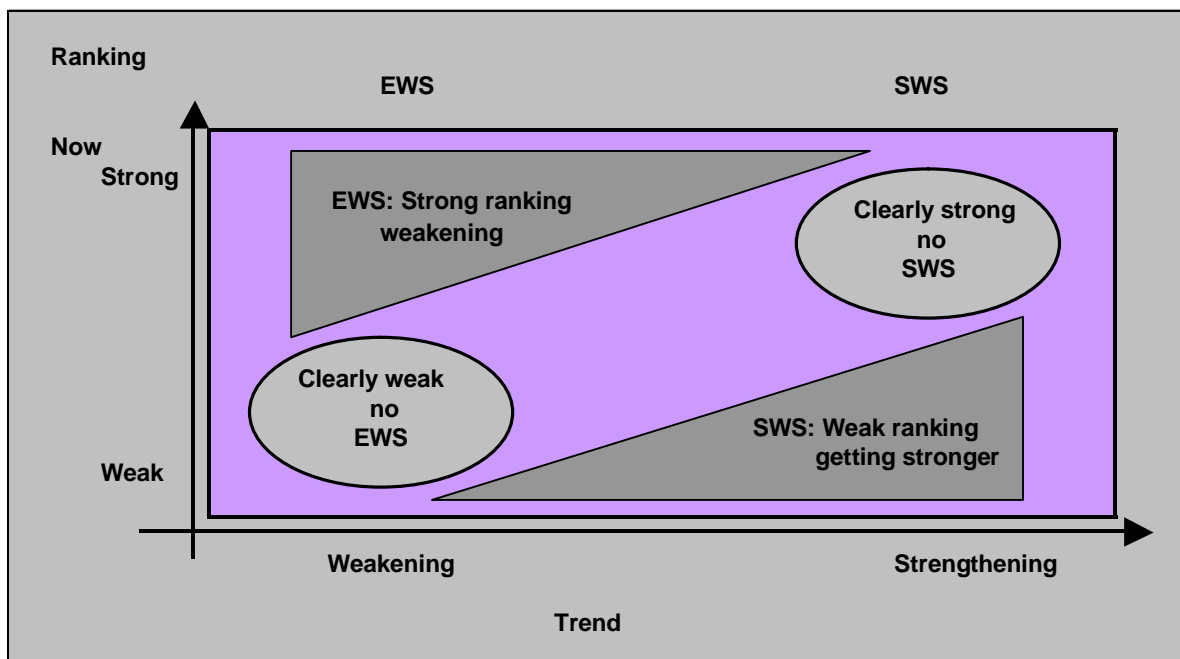 Ranking
EWS
SWS
Now
Strong
EWS: Strong ranking
weakening
Clearly strong
no
SWS
Clearly weak
no
EWS
SWS: Weak ranking
getting stronger
Weak
Weakening
Strengthening
Trend